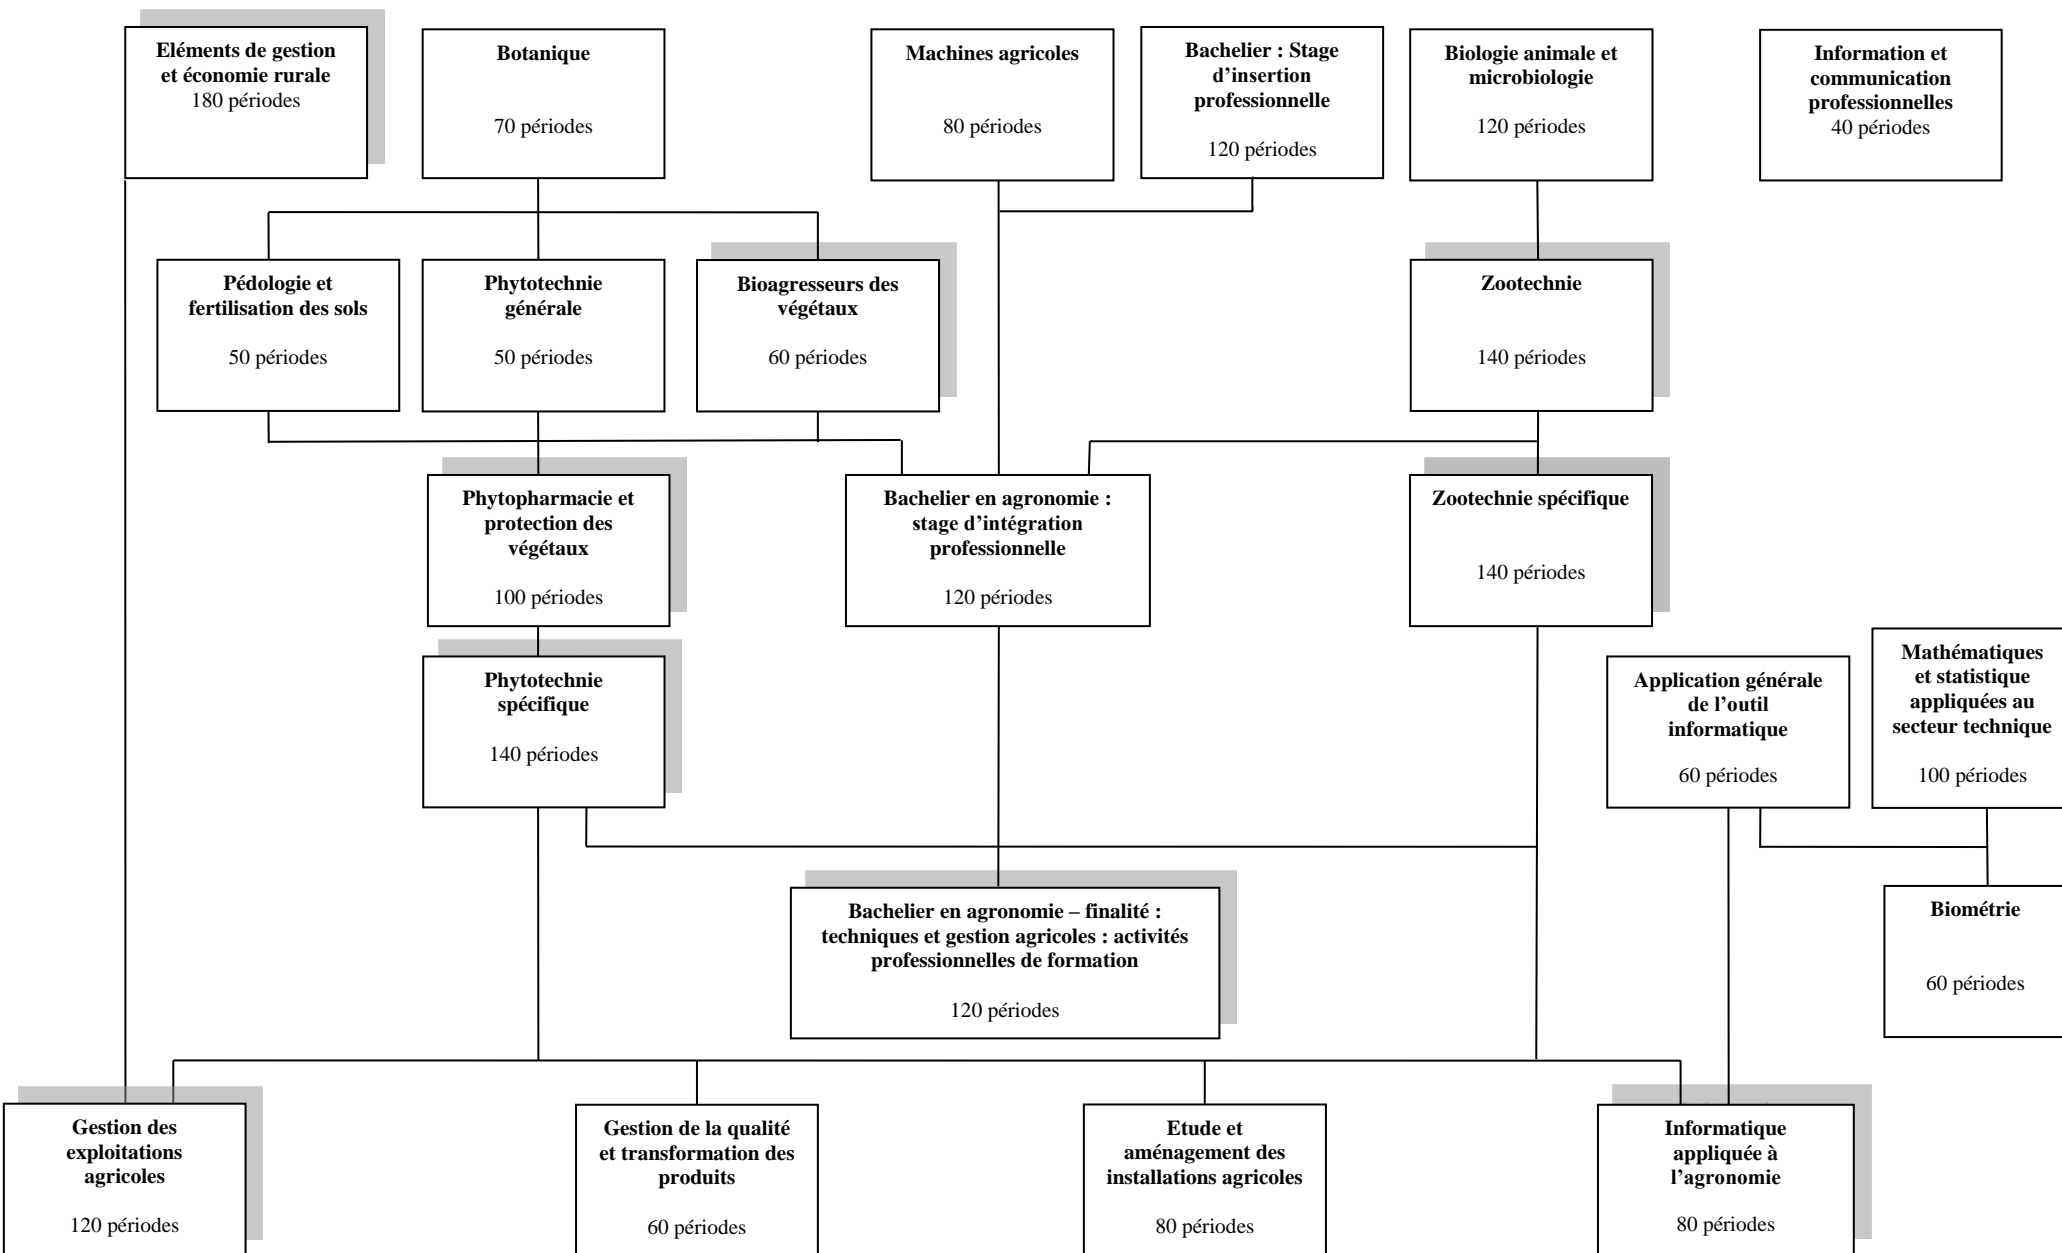 Eléments de gestion
et économie rurale
180 périodes
Botanique
70 périodes
Machines agricoles
80 périodes
Bachelier : Stage
d’insertion
professionnelle
120 périodes
Biologie animale et
microbiologie
120 périodes
Information et
communication
professionnelles
40 périodes
Pédologie et
fertilisation des sols
50 périodes
Phytotechnie
générale
50 périodes
Bioagresseurs des
végétaux
60 périodes
Zootechnie
140 périodes
Phytopharmacie et
protection des
végétaux
100 périodes
Bachelier en agronomie :
stage d’intégration
professionnelle
120 périodes
Zootechnie spécifique
140 périodes
Phytotechnie
spécifique
140 périodes
Application générale
de l’outil
informatique
60 périodes
Mathématiques
et statistique
appliquées au
secteur technique
100 périodes
Bachelier en agronomie – finalité :
techniques et gestion agricoles : activités
professionnelles de formation
120 périodes
Biométrie
60 périodes
Gestion des
exploitations
agricoles
120 périodes
Gestion de la qualité
et transformation des
produits
60 périodes
Etude et
aménagement des
installations agricoles
80 périodes
Informatique
appliquée à
l’agronomie
80 périodes